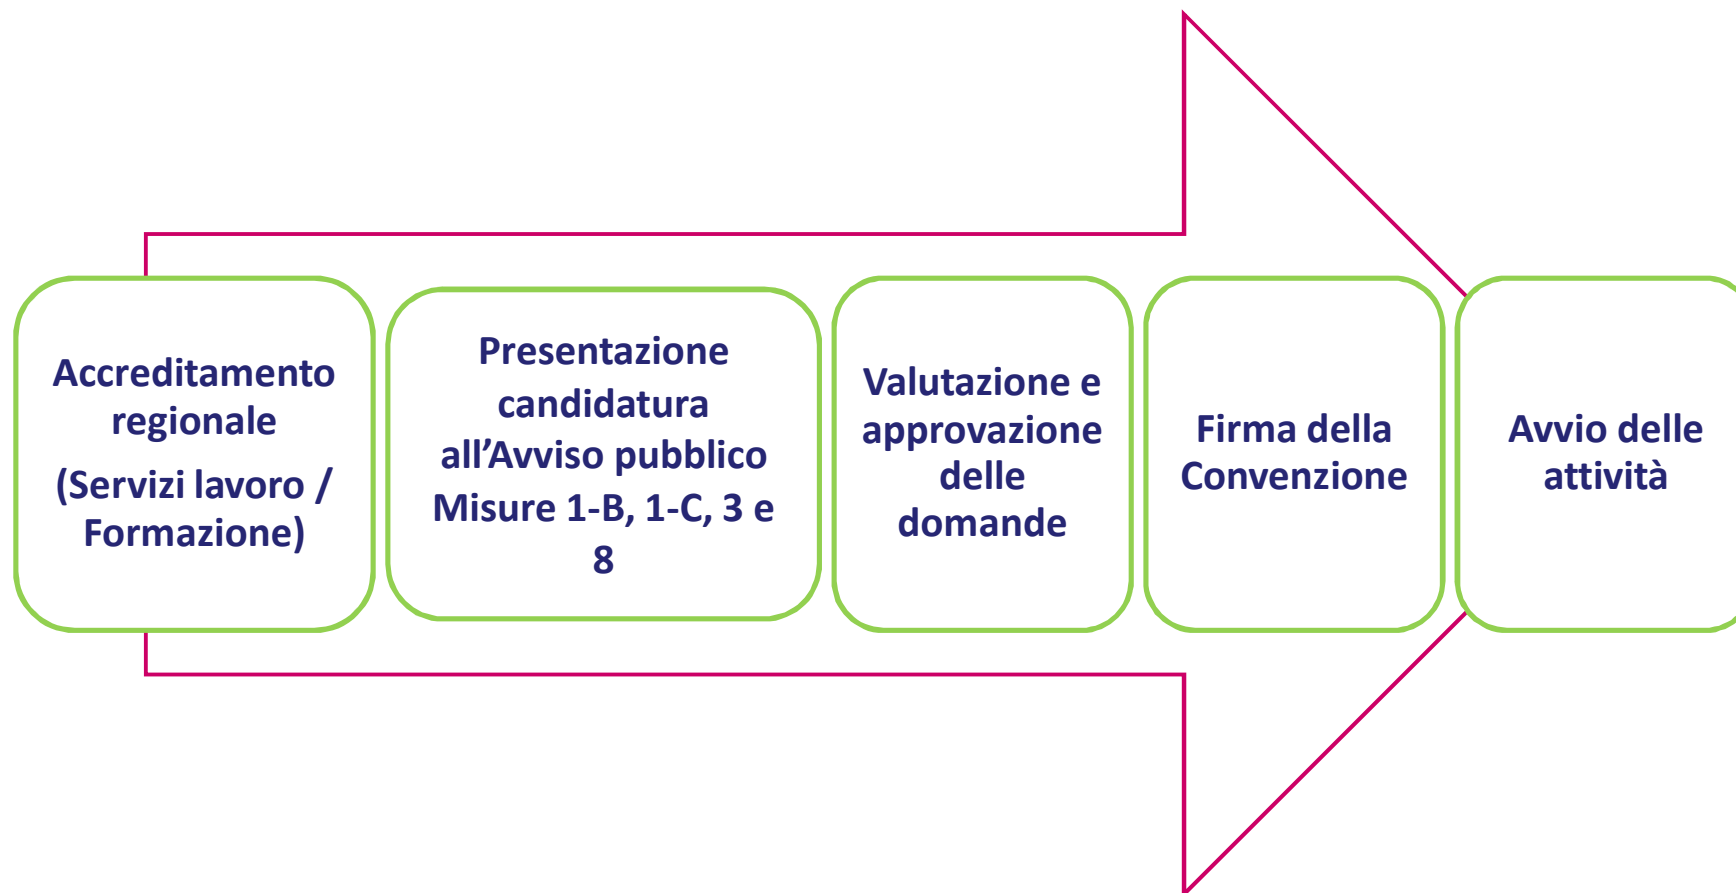 Accreditamento
regionale
(Servizi lavoro /
Formazione)
Presentazione
candidatura
all’Avviso pubblico
Misure 1-B, 1-C, 3 e
8
Valutazione e
approvazione
delle
domande
Firma della
Convenzione
Avvio delle
attività